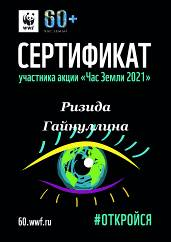 WWF
60+
ЧАС ЗЕМЛИ
СЕРТИФИКАТ
участника акции «Час Земли 2021»
Ризида
Гайнуллина
60.wwf.ru
#ОТКРОЙСЯ